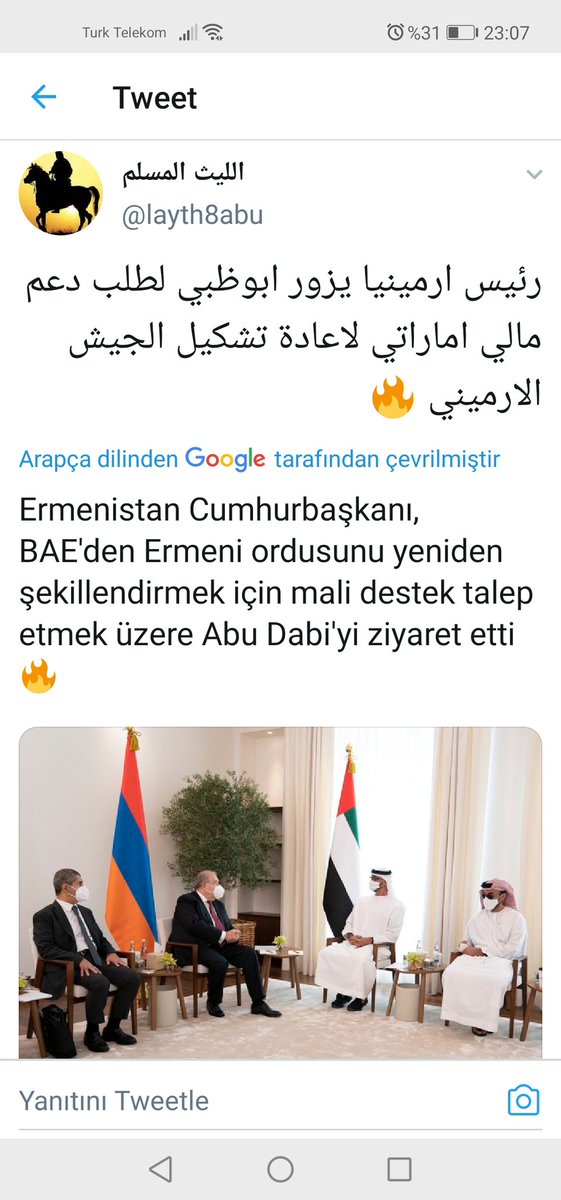 Turk Telekom %31 23:07
Tweet
الليث المسلم
@layth8abu
رئيس ارمينيا يزور ابوظبي لطلب دعم
مالي اماراتي لاعادة تشكيل الجيش
الارميني 🔥
Arapça dilinden Google tarafından çevrilmiştir
Ermenistan Cumhurbaşkanı,
BAE'den Ermeni ordusunu yeniden
şekillendirmek için mali destek talep
etmek üzere Abu Dabi'yi ziyaret etti
🔥
Yanıtını Tweetle